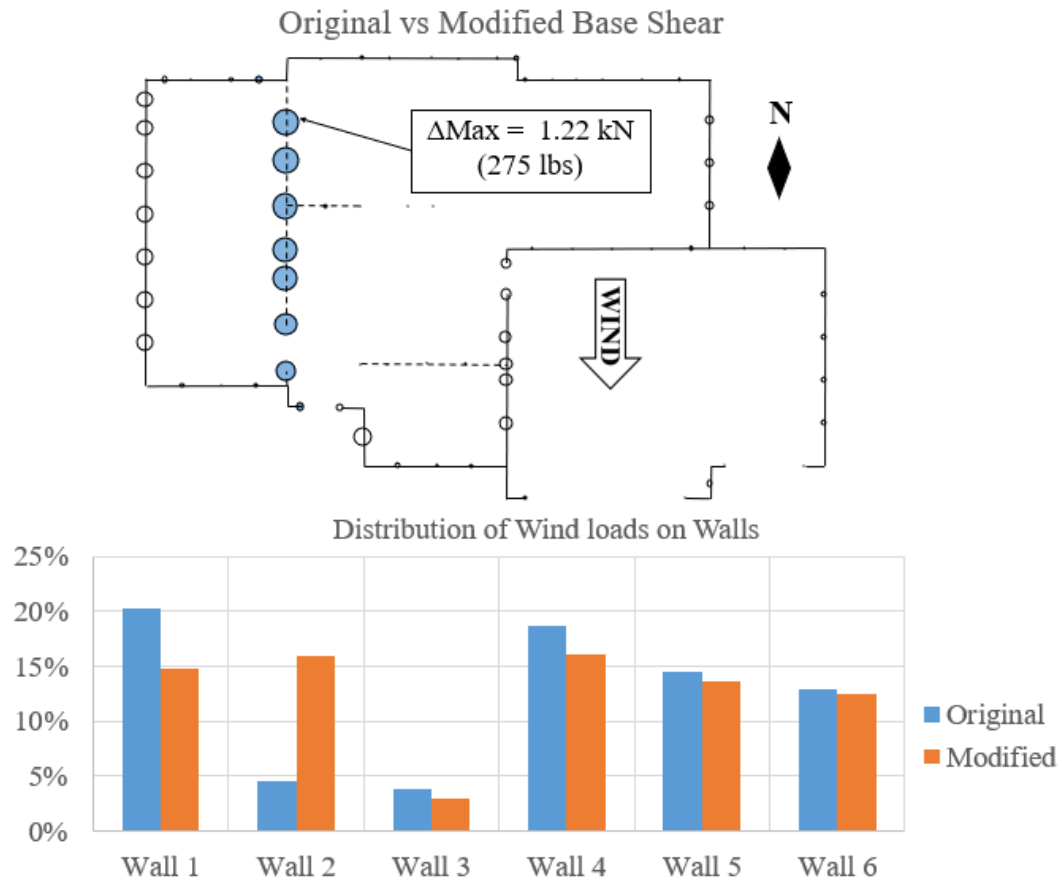 Original vs Modified Base Shear
ΔMax = 1.22 kN
(275 lbs)
N
WIND
Distribution of Wind loads on Walls
25%
20%
15%
10%
5%
0%
Wall 1 Wall 2 Wall 3 Wall 4 Wall 5 Wall 6
Original
Modified